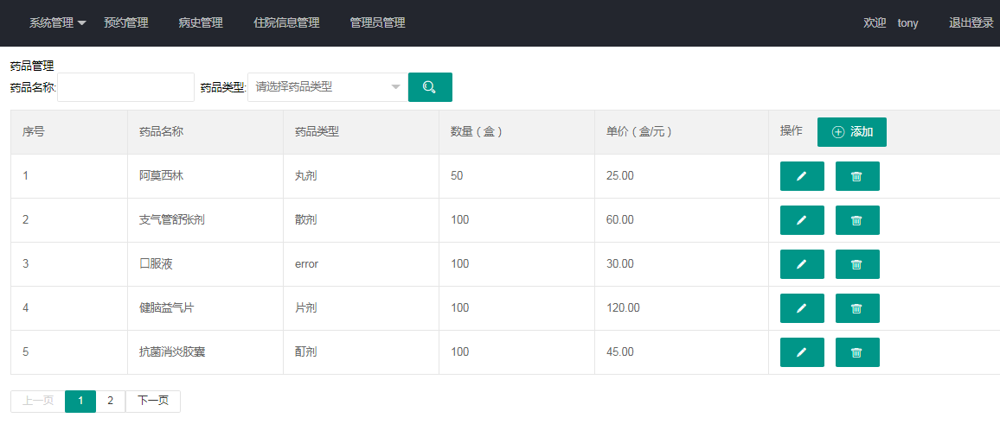 系统管理 预约管理 病史管理 住院信息管理 管理员管理 欢迎 tony 退出登录
药品管理
药品名称: 药品类型: 请选择药品类型
序号 药品名称 药品类型 数量（盒） 单价（盒/元） 操作 添加
1 阿莫西林 丸剂 50 25.00
2 支气管舒张剂 散剂 100 60.00
3 口服液 error 100 30.00
4 健脑益气片 片剂 100 120.00
5 抗菌消炎胶囊 酊剂 100 45.00
上一页 1 2 下一页